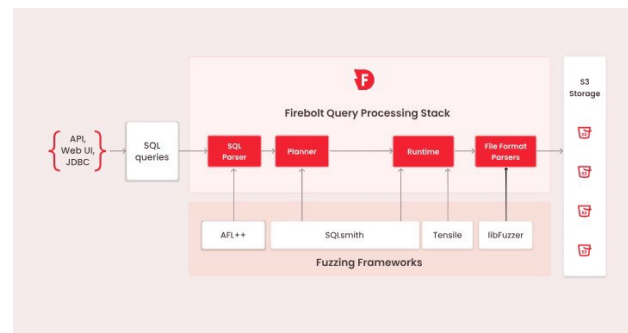 S3
Storage
Firebolt Query Processing Stack
API,
Web UI,
JDBC
SQL
queries
SQL
Parser
Planner
Runtime
File Format
Parsers
AFL++
SQLsmith
Tensile
libFuzzer
Fuzzing Frameworks